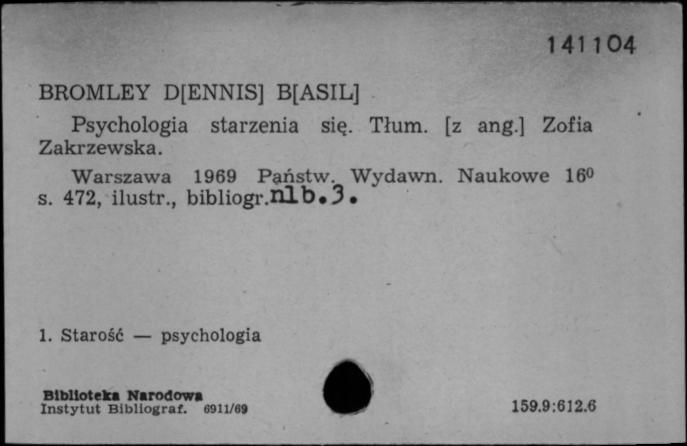 141104
BROMLEY D[ENNIS] B[ASIL]
Psychologia starzenia się. Tłum. [z ang.] Zofia
Zakrzewska.
Warszawa 1969 Państw. Wydawn. Naukowe 16⁰
s. 472, ilustr., bibliogr.nlb.3.
1. Starość — psychologia
Biblioteka Narodowa
Instytut Bibliograf. 6911/69
159.9:612.6